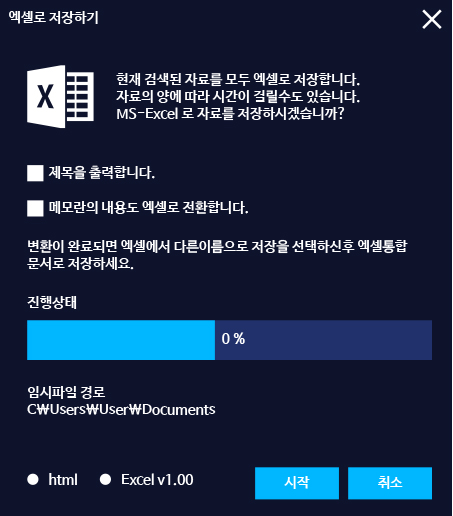 엑셀로 저장하기
현재 검색된 자료를 모두 엑셀로 저장합니다.
자료의 양에 따라 시간이 걸릴수도 있습니다.
MS-Excel 로 자료를 저장하시겠습니까?
X
제목을 출력합니다.
메모란의 내용도 엑셀로 전환합니다.
변환이 완료되면 엑셀에서 다른이름으로 저장을 선택하신후 엑셀통합
문서로 저장하세요.
진행상태
0 %
임시파일 경로
C₩Users₩User₩Documents
html
Excel v1.00
시작
취소